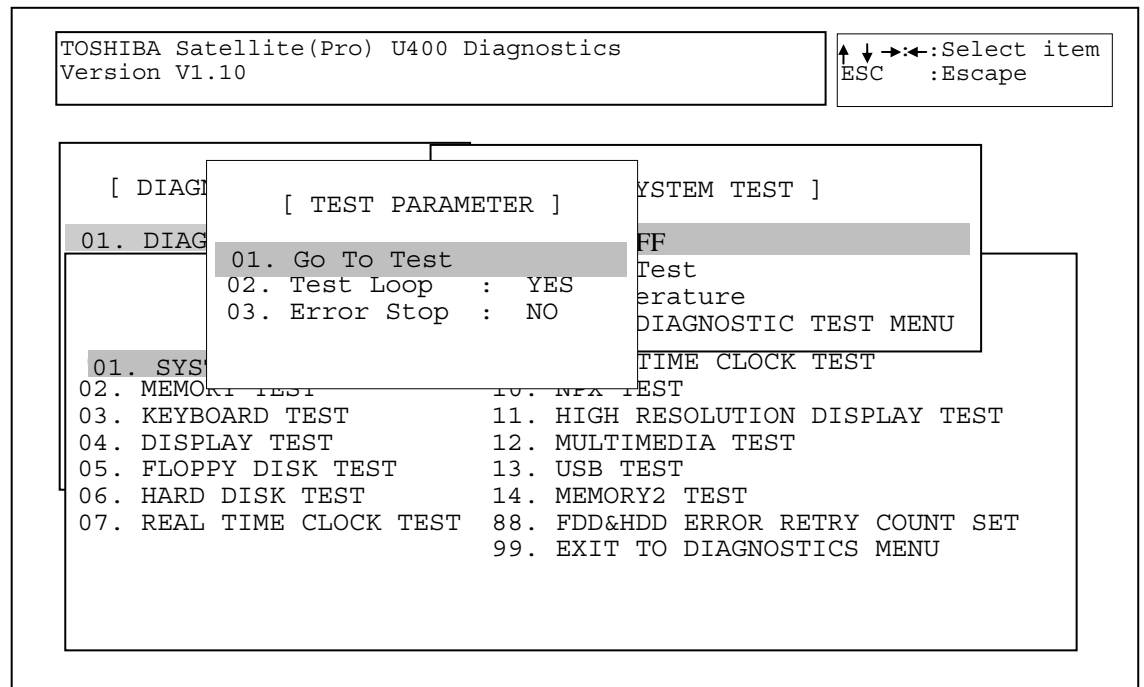 TOSHIBA Satellite(Pro) U400 Diagnostics
Version V1.10
↑ ↓ →:←:Select item
ESC :Escape
[ DIAGN
[ TEST PARAMETER ]
YSTEM TEST ]
01. DIAG
01. Go To Test
02. Test Loop : YES
03. Error Stop : NO
FF
Test
erature
DIAGNOSTIC TEST MENU
01. SYS
TIME CLOCK TEST
02. MEMORY TEST
10. NPX TEST
03. KEYBOARD TEST
11. HIGH RESOLUTION DISPLAY TEST
04. DISPLAY TEST
12. MULTIMEDIA TEST
05. FLOPPY DISK TEST
13. USB TEST
06. HARD DISK TEST
14. MEMORY2 TEST
07. REAL TIME CLOCK TEST
88. FDD&HDD ERROR RETRY COUNT SET
99. EXIT TO DIAGNOSTICS MENU